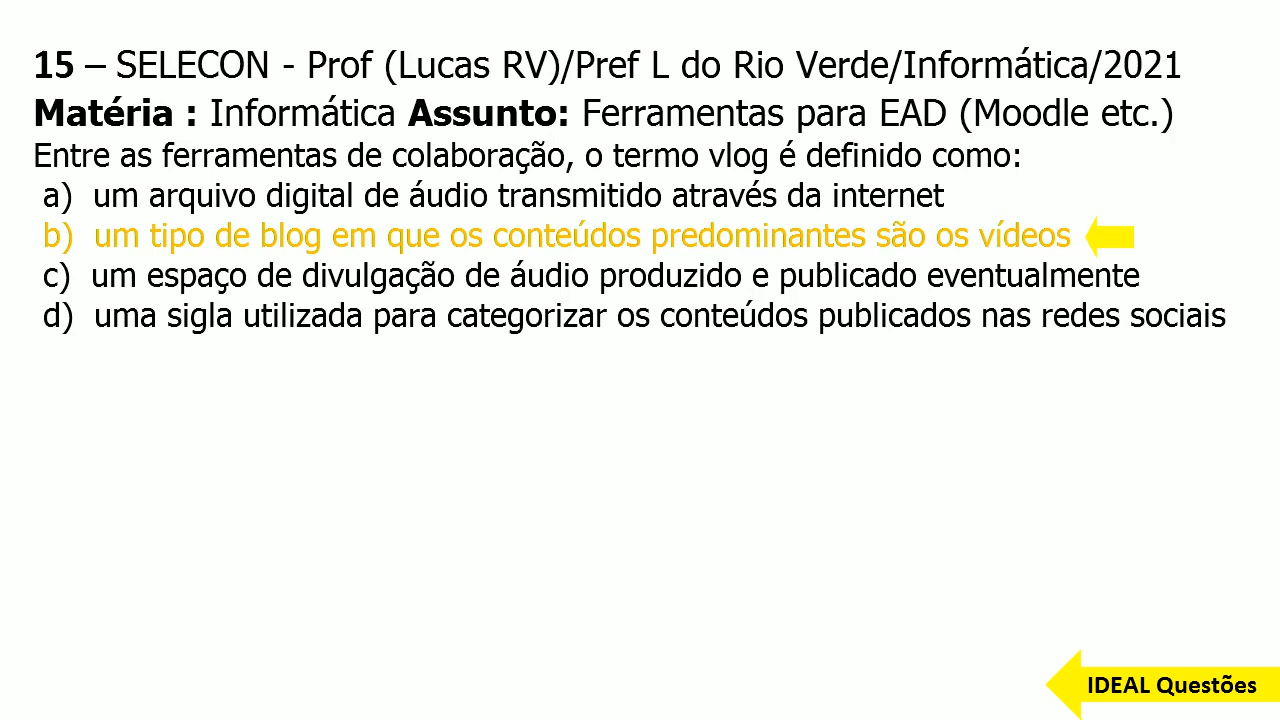 15 – SELECON - Prof (Lucas RV)/Pref L do Rio Verde/Informática/2021
Matéria : Informática Assunto: Ferramentas para EAD (Moodle etc.)
Entre as ferramentas de colaboração, o termo vlog é definido como:
a) um arquivo digital de áudio transmitido através da internet
b) um tipo de blog em que os conteúdos predominantes são os vídeos
c) um espaço de divulgação de áudio produzido e publicado eventualmente
d) uma sigla utilizada para categorizar os conteúdos publicados nas redes sociais
IDEAL Questões